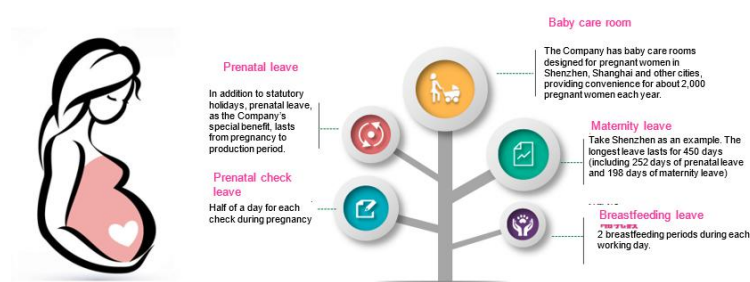 Baby care room
The Company has baby care rooms
designed for pregnant women in
Shenzhen, Shanghai and other cities,
providing convenience for about 2,000
pregnant women each year.
Prenatal leave
In addition to statutory
holidays, prenatal leave,
as the Company's
special benefit, lasts
from pregnancy to
production period.
Maternity leave
Take Shenzhen as an example. The
longest leave lasts for 450 days
(including 252 days of prenatal leave
and 198 days of maternity leave)
Prenatal check
leave
Half of a day for each
check during pregnancy
Breastfeeding leave
2 breastfeeding periods during each
working day.